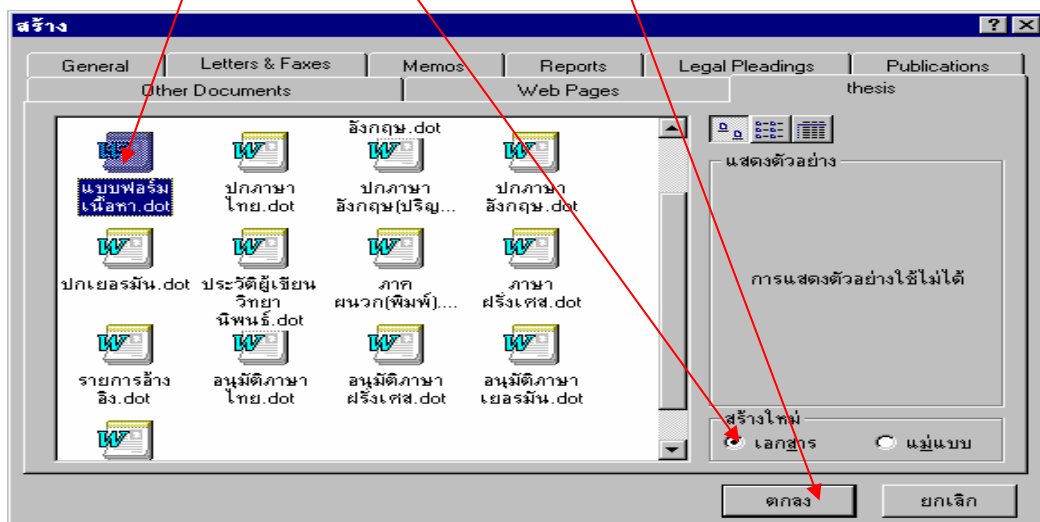 สร้าง
General
Letters & Faxes
Memos
Reports
Legal Pleadings
Publications
Other Documents
Web Pages
thesis
อังกฤษ.dot
แบบฟอร์ม
เนื้อหา.dot
ปกภาษา
ไทย.dot
ปกภาษา
อังกฤษ(ปริญ...
ปกภาษา
อังกฤษ.dot
ปกเยอรมัน.dot
ประวัติผู้เขียน
วิทยา
นิพนธ์.dot
ภาค
ผนวก(พิมพ์)....
ภาษา
ฝรั่งเศส.dot
รายการอ้าง
อิง.dot
อนุมัติภาษา
ไทย.dot
อนุมัติภาษา
ฝรั่งเศส.dot
อนุมัติภาษา
เยอรมัน.dot
แสดงตัวอย่าง
การแสดงตัวอย่างใช้ไม่ได้
สร้างใหม่
เอกสาร
แม่แบบ
ตกลง
ยกเลิก